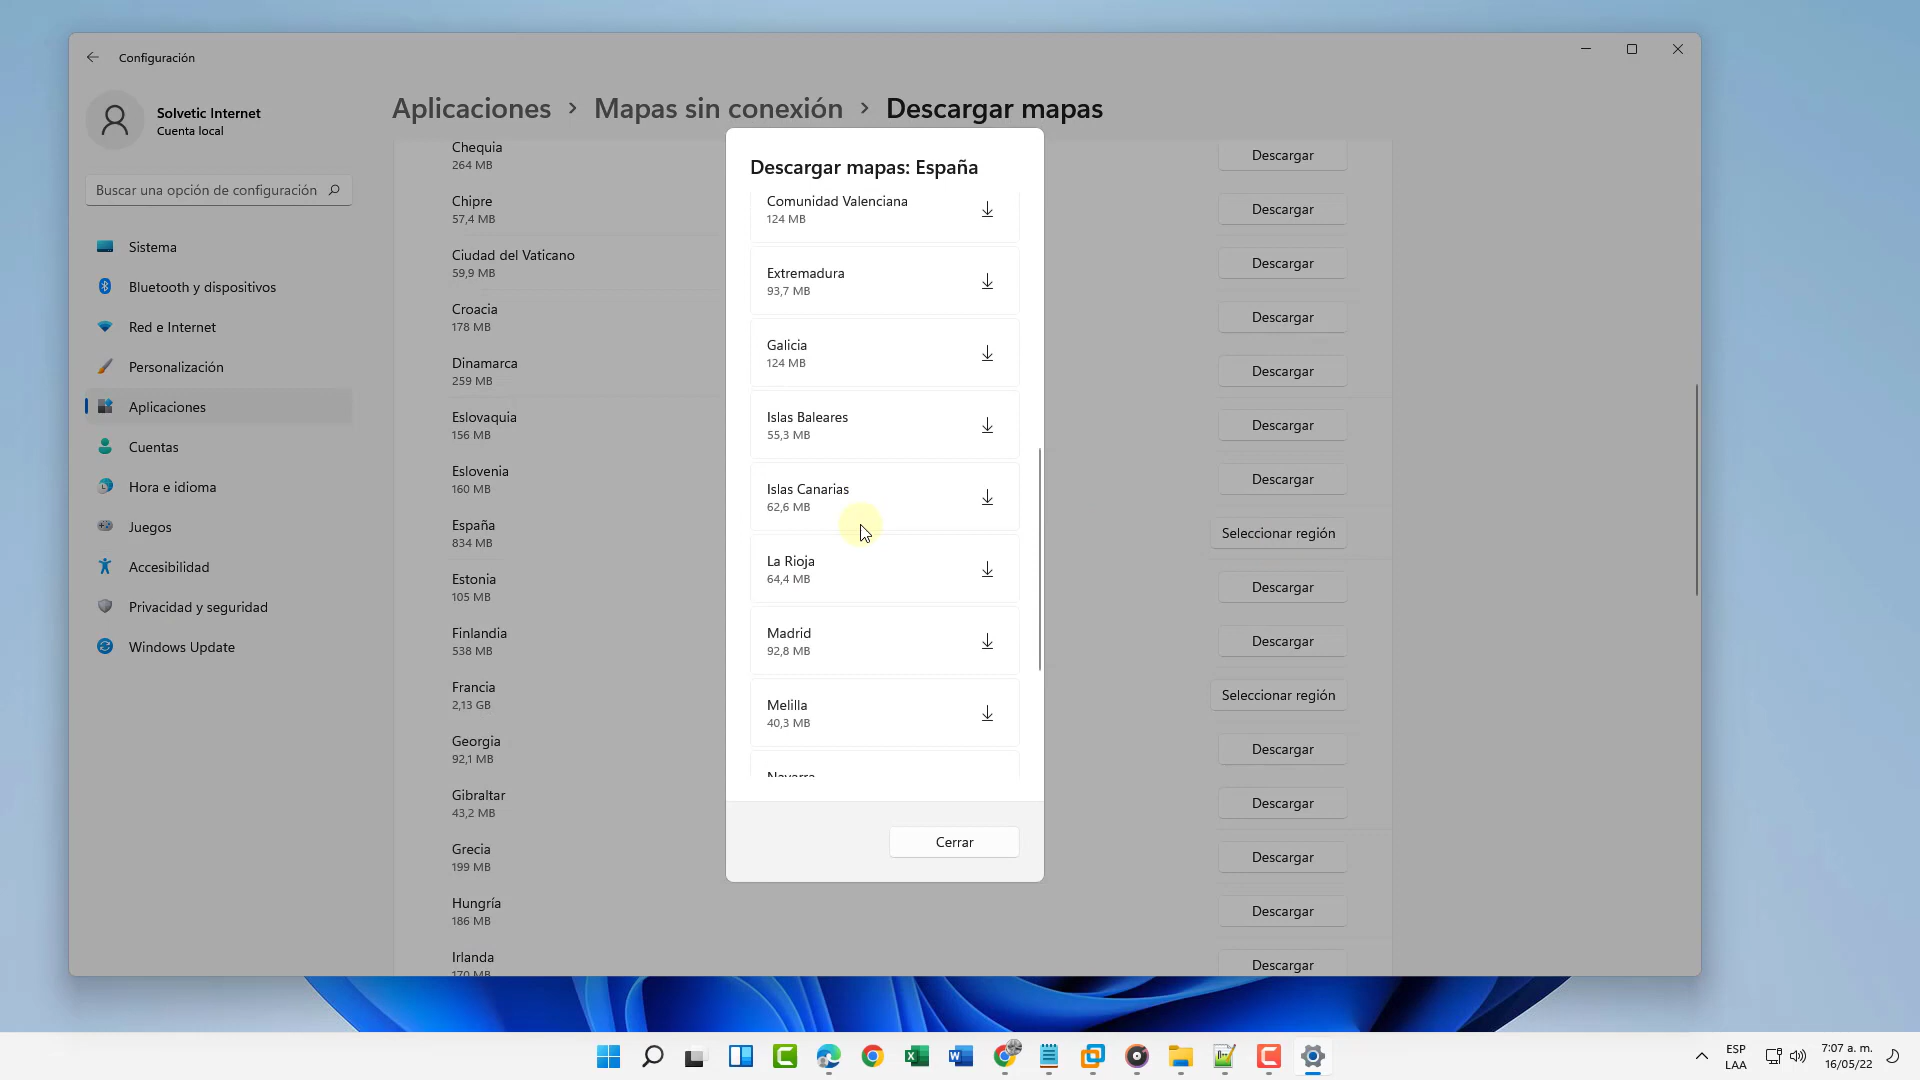 Configuración
Solvetic Internet
Cuenta local
Buscar una opción de configuración
Sistema
Bluetooth y dispositivos
Red e Internet
Personalización
Aplicaciones
Cuentas
Hora e idioma
Juegos
Accesibilidad
Privacidad y seguridad
Windows Update
Aplicaciones > Mapas sin conexión > Descargar mapas
Chequia
264 MB
Descargar
Chipre
57,4 MB
Descargar
Ciudad del Vaticano
59,9 MB
Descargar
Croacia
178 MB
Descargar
Dinamarca
259 MB
Descargar
Eslovaquia
156 MB
Descargar
Eslovenia
160 MB
Descargar
España
834 MB
Seleccionar región
Estonia
105 MB
Descargar
Finlandia
538 MB
Descargar
Francia
2,13 GB
Seleccionar región
Georgia
92,1 MB
Descargar
Gibraltar
43,2 MB
Descargar
Grecia
199 MB
Descargar
Hungría
186 MB
Descargar
Irlanda
170 MB
Descargar
Descargar mapas: España
Comunidad Valenciana
124 MB
Extremadura
93,7 MB
Galicia
124 MB
Islas Baleares
55,3 MB
Islas Canarias
62,6 MB
La Rioja
64,4 MB
Madrid
92,8 MB
Melilla
40,3 MB
Navarra
Cerrar
ESP
LAA
7:07 a. m.
16/05/22